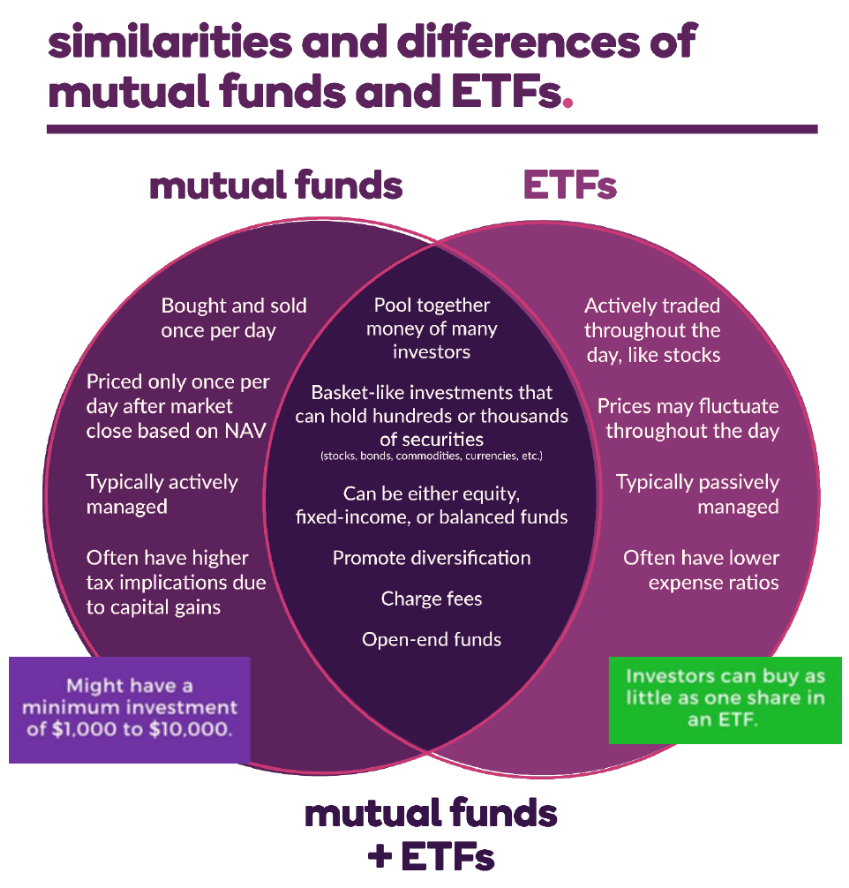 similarities and differences of
mutual funds and ETFs.
mutual funds
ETFs
Bought and sold
once per day
Priced only once per
day after market
close based on NAV
Typically actively
managed
Often have higher
tax implications due
to capital gains
Might have a
minimum investment
of $1,000 to $10,000.
Pool together
money of many
investors
Basket-like investments that
can hold hundreds or thousands
of securities
(stocks, bonds, commodities, currencies, etc.)
Can be either equity,
fixed-income, or balanced funds
Promote diversification
Charge fees
Open-end funds
Actively traded
throughout the
day, like stocks
Prices may fluctuate
throughout the day
Typically passively
managed
Often have lower
expense ratios
Investors can buy as
little as one share in
an ETF.
mutual funds
+ ETFs